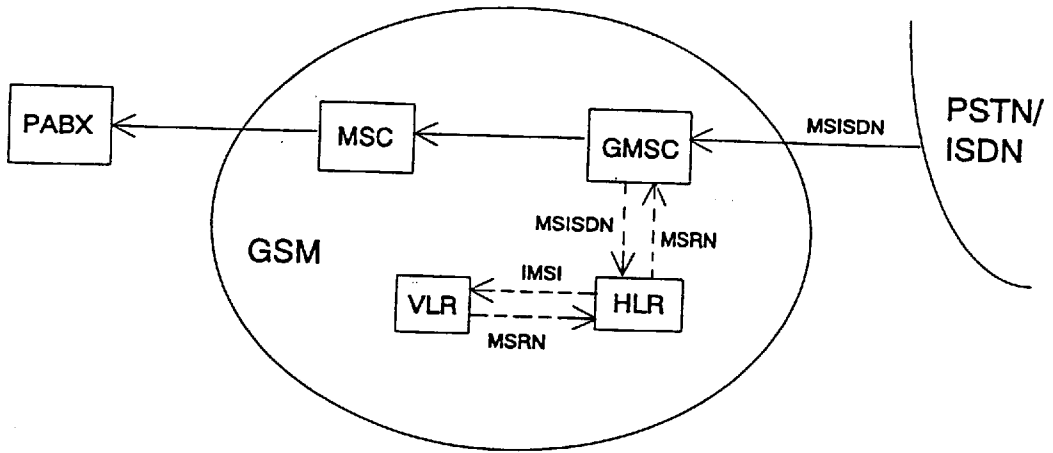 PSTN/
ISDN
MSISDN
PABX
MSC
GMSC
MSISDN
MSRN
GSM
IMSI
VLR
HLR
MSRN